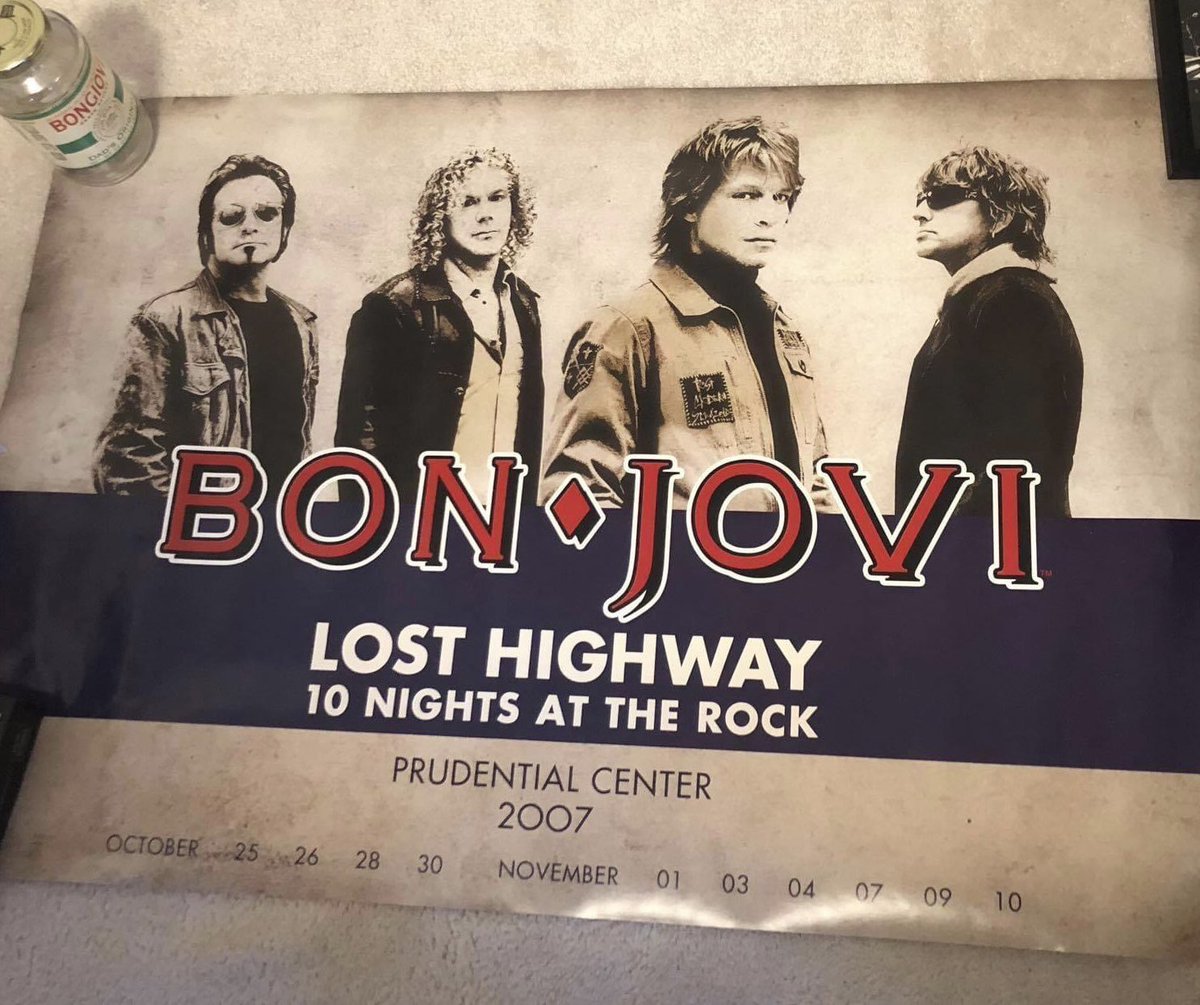 BONGIOVI
BON JOVI
TM
LOST HIGHWAY
10 NIGHTS AT THE ROCK
PRUDENTIAL CENTER
2007
OCTOBER 25 26 28 30 NOVEMBER 01 03 04 07 09 10